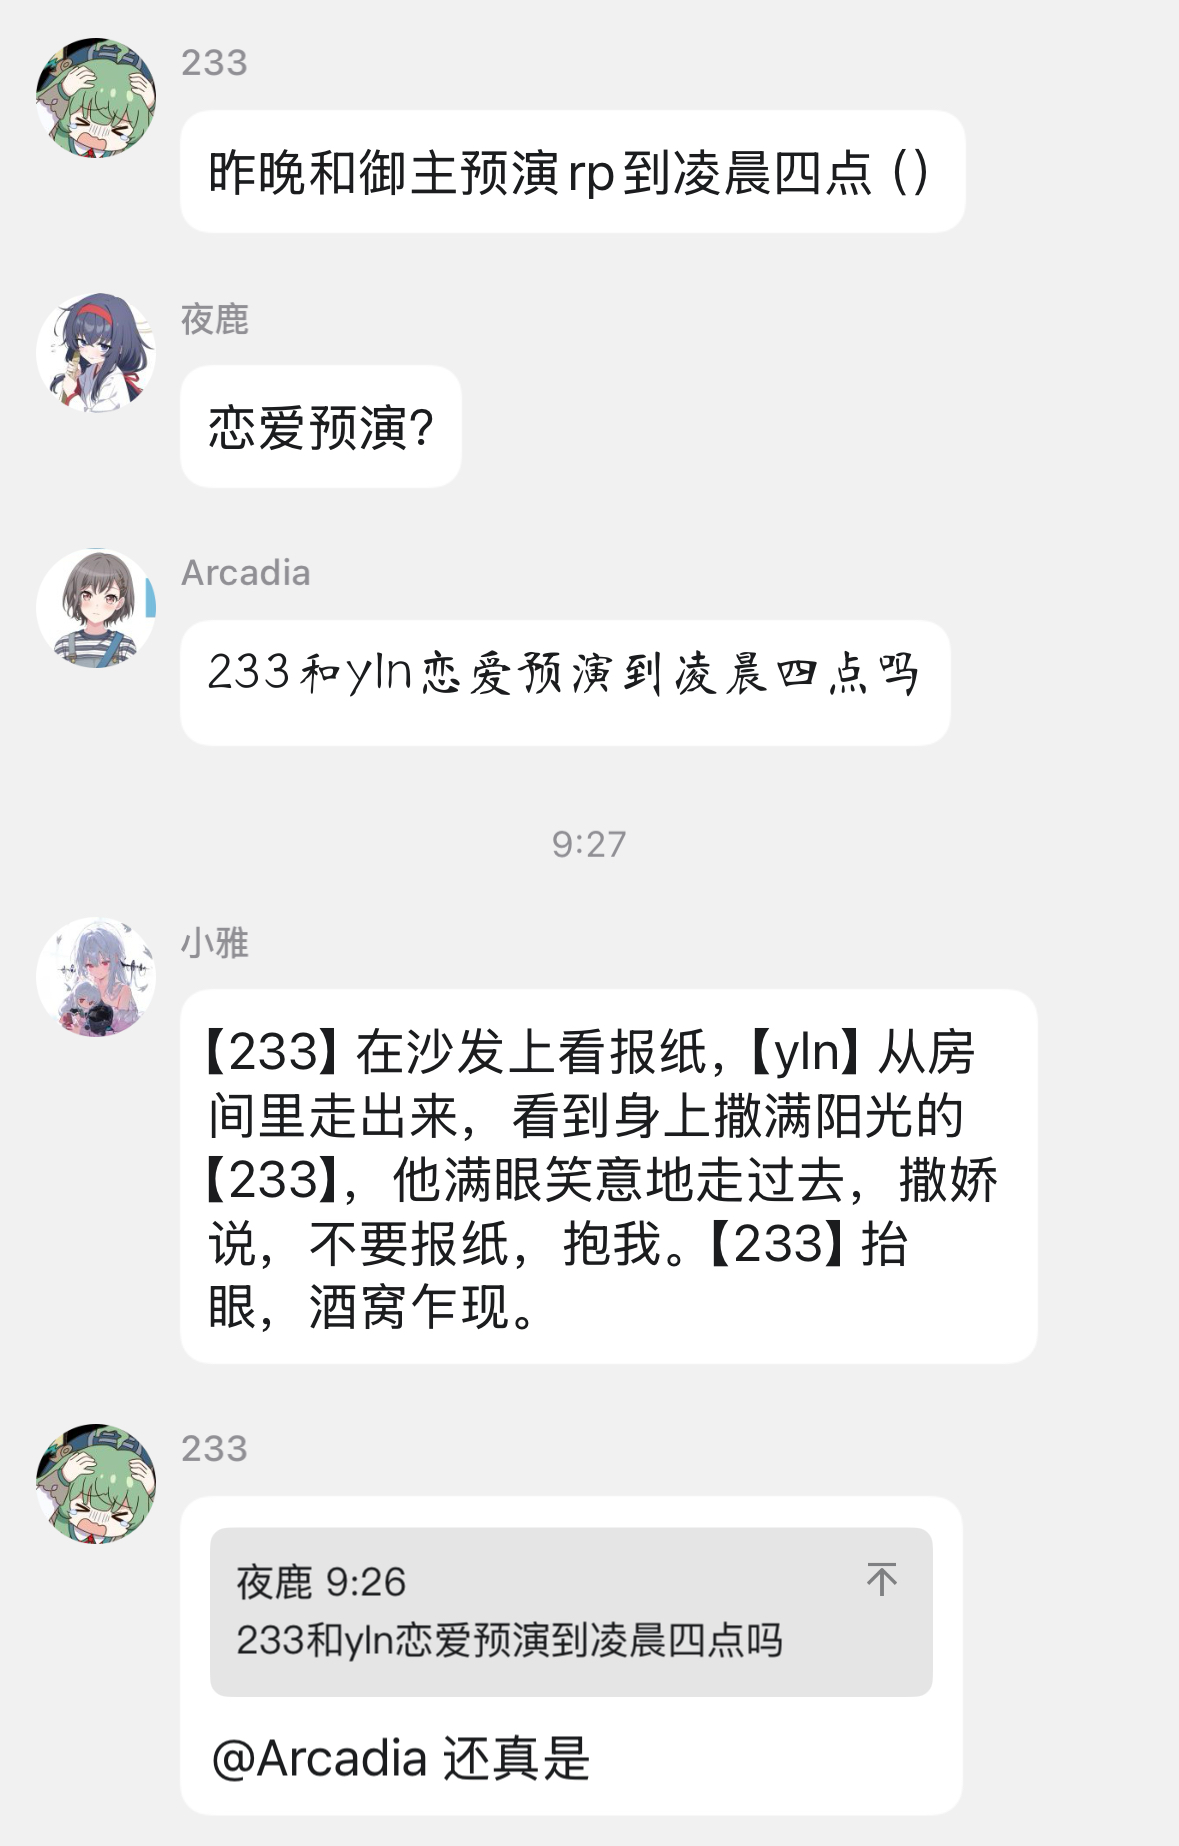 233
昨晚和御主预演rp到凌晨四点()
夜鹿
恋爱预演?
Arcadia
233和yln恋爱预演到凌晨四点吗
9:27
小雅
【233】在沙发上看报纸,【yln】从房
间里走出来，看到身上撒满阳光的
【233】，他满眼笑意地走过去，撒娇
说，不要报纸，抱我。【233】抬
眼，酒窝乍现。
233
夜鹿 9:26
233和yln恋爱预演到凌晨四点吗
@Arcadia 还真是